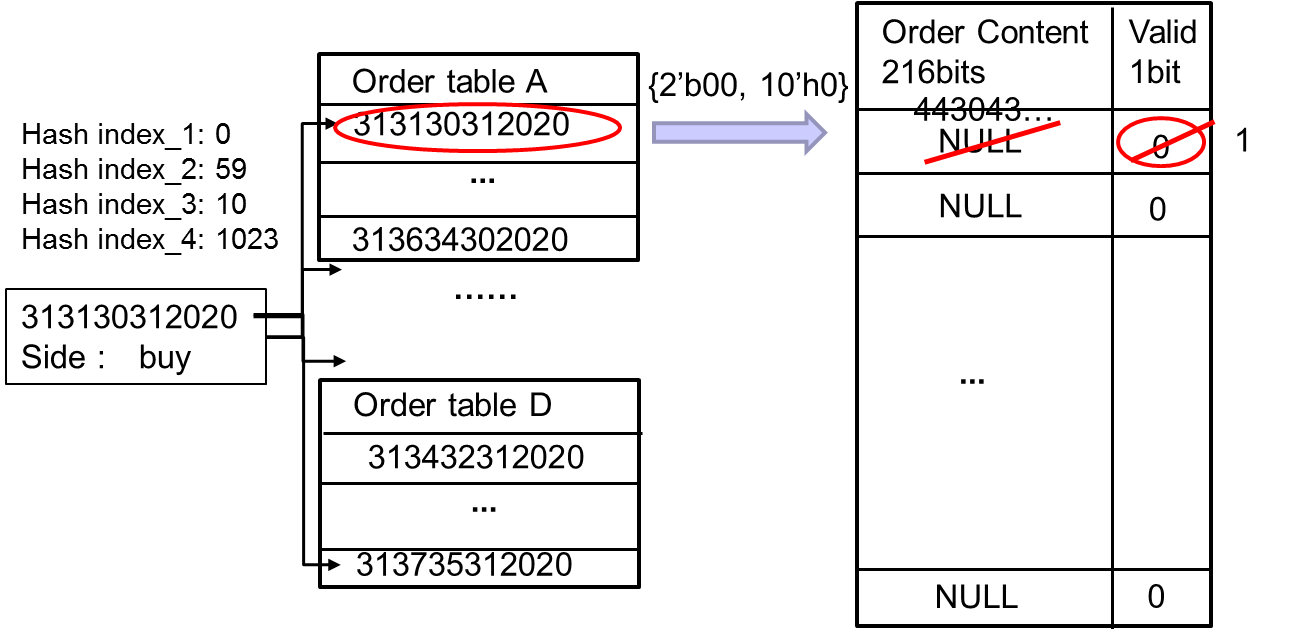 Hash index_1: 0
Hash index_2: 59
Hash index_3: 10
Hash index_4: 1023
313130312020
Side : buy
Order table A
313130312020
...
313634302020
......
Order table D
313432312020
...
313735312020
{2’b00, 10’h0}
Order Content Valid
216bits 1bit
443043...
NULL 0 1
NULL 0
...
NULL 0